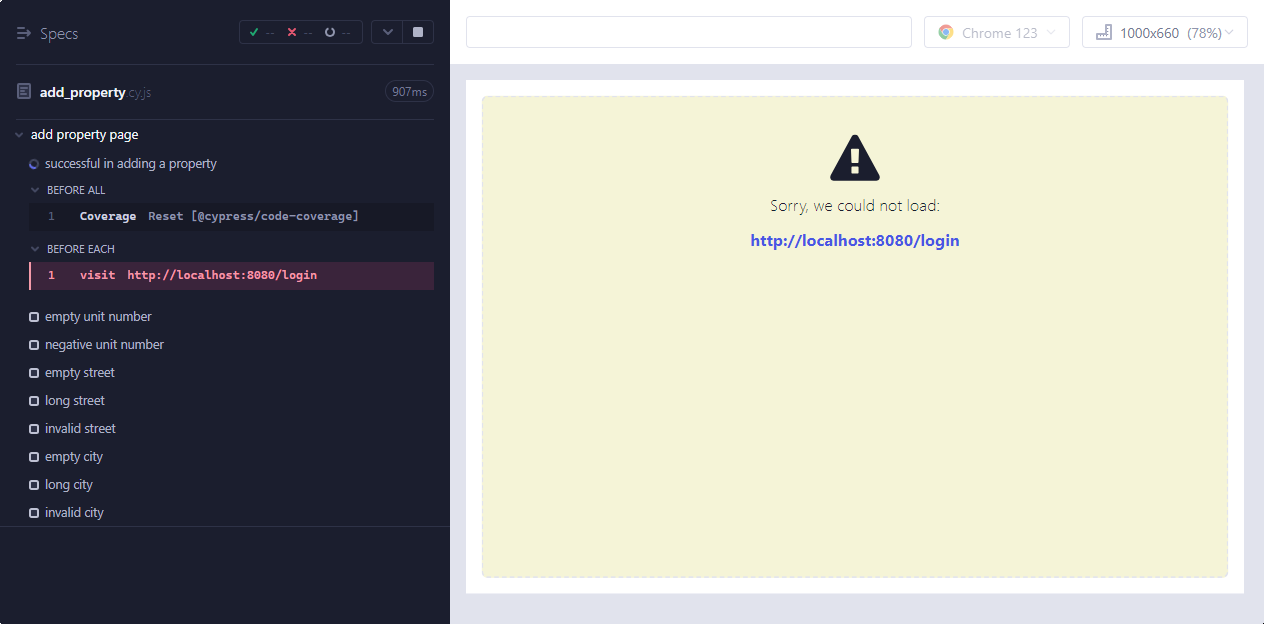 Specs
--
--
--
Chrome 123
1000x660 (78%)
add_property.cy.js
907ms
add property page
successful in adding a property
BEFORE ALL
1 Coverage Reset [@cypress/code-coverage]
BEFORE EACH
1 visit http://localhost:8080/login
empty unit number
negative unit number
empty street
long street
invalid street
empty city
long city
invalid city
Sorry, we could not load:
http://localhost:8080/login